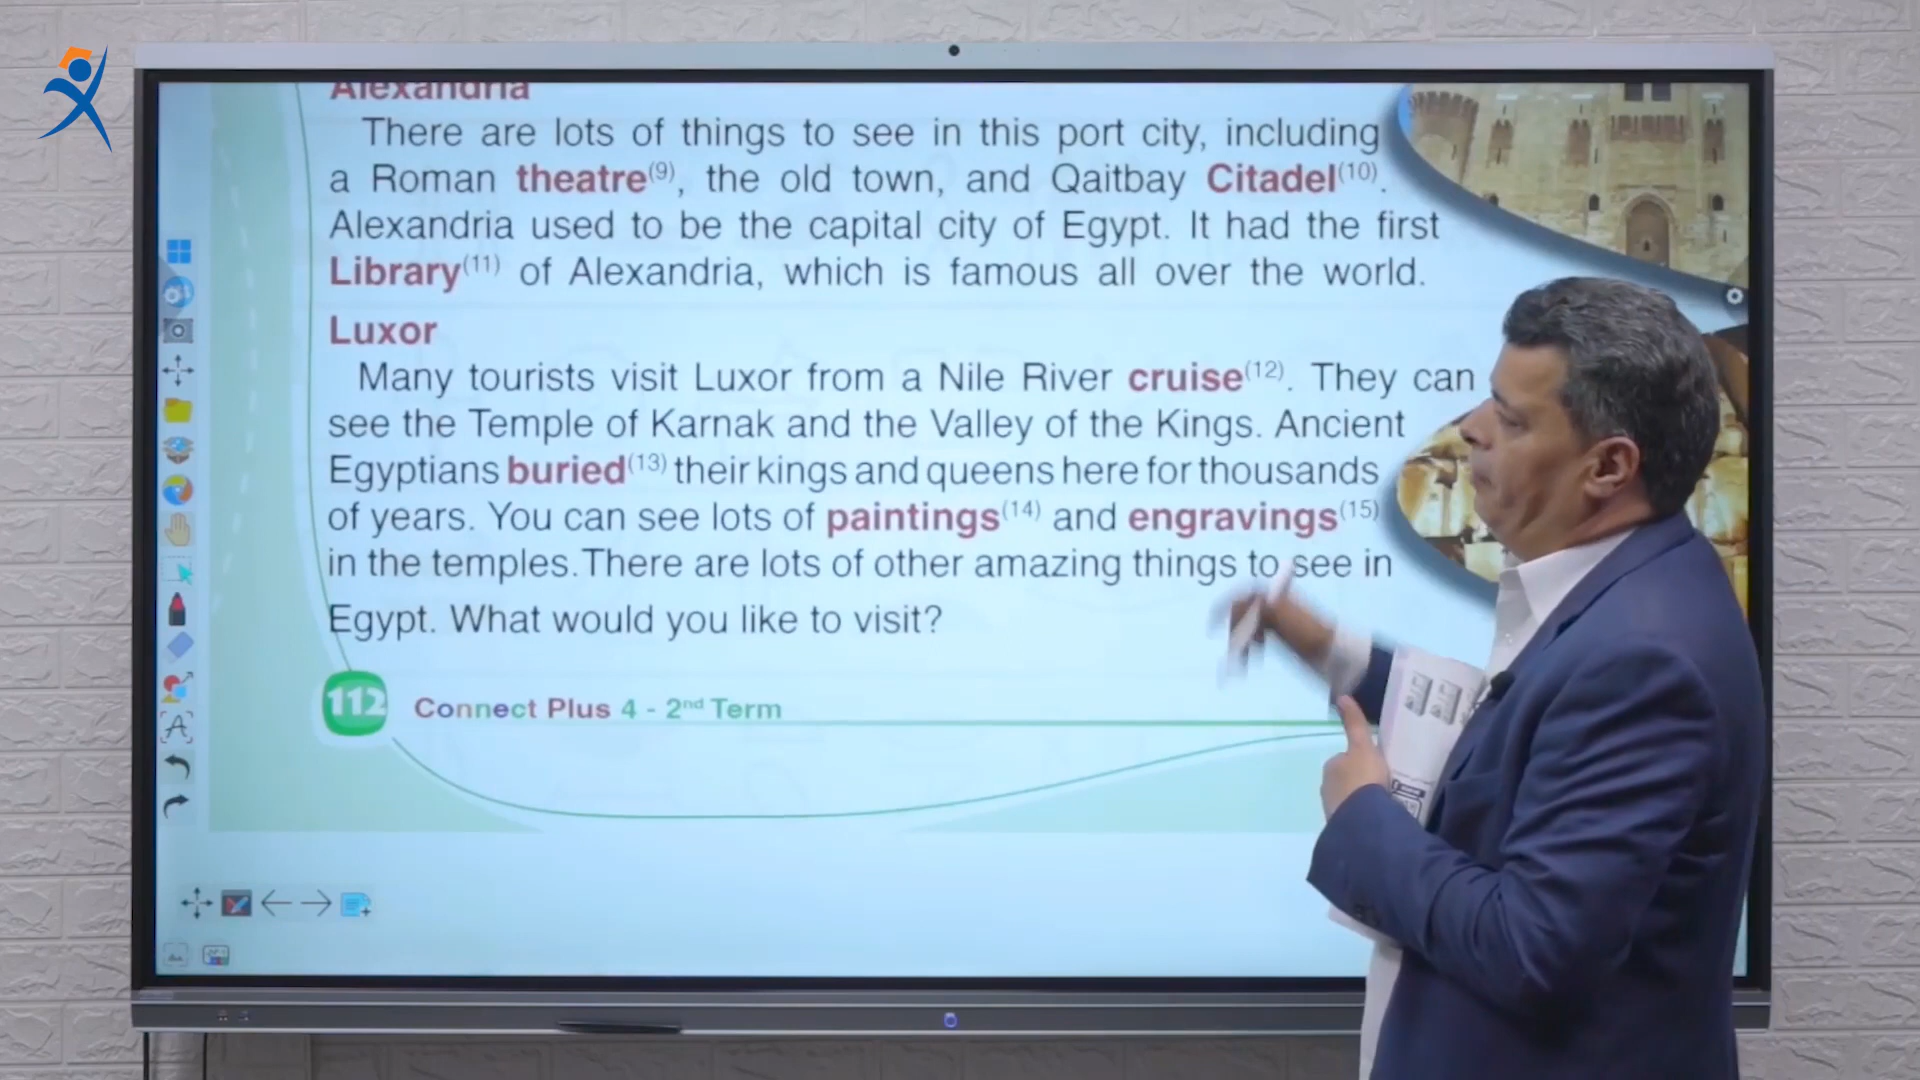 Alexandria
There are lots of things to see in this port city, including
a Roman theatre(9), the old town, and Qaitbay Citadel(10).
Alexandria used to be the capital city of Egypt. It had the first
Library(11) of Alexandria, which is famous all over the world.
Luxor
Many tourists visit Luxor from a Nile River cruise(12). They can
see the Temple of Karnak and the Valley of the Kings. Ancient
Egyptians buried(13) their kings and queens here for thousands
of years. You can see lots of paintings(14) and engravings(15)
in the temples.There are lots of other amazing things to see in
Egypt. What would you like to visit?
112 Connect Plus 4 - 2nd Term